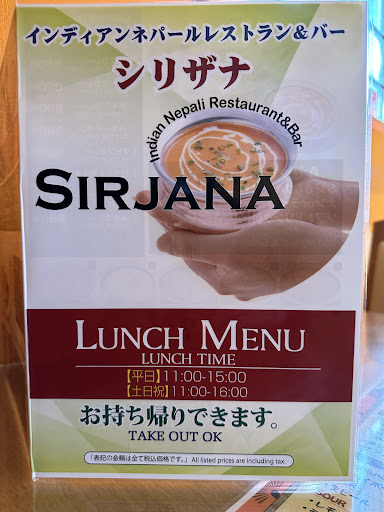 インディアンネパールレストラン&バー
シリザナ
Indian Nepali Restaurant&Bar
SIRJANA
LUNCH MENU
LUNCH TIME
【平日】11:00-15:00
【土日祝】11:00-16:00
お持ち帰りできます。
TAKE OUT OK
「表記の金額は全て税込価格です。」 All listed prices are including tax.
SOUR